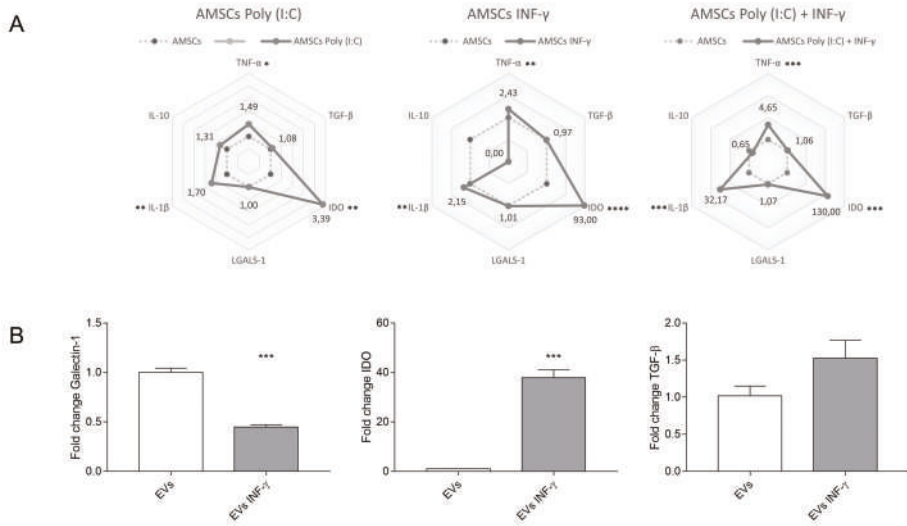 A
AMSCs Poly (I:C)
AMSCs
AMSCs Poly (I:C)
TNF-α •
TGF-β
IDO ••
LGALS-1
•• IL-1β
IL-10
1,49
1,08
3,39
1,00
1,70
1,31
AMSCs INF-γ
AMSCs
AMSCs INF-γ
TNF-α ••
TGF-β
IDO ••••
LGALS-1
•• IL-1β
IL-10
2,43
0,97
93,00
1,01
2,15
0,00
AMSCs Poly (I:C) + INF-γ
AMSCs
AMSCs Poly (I:C) + INF-γ
TNF-α •••
TGF-β
IDO •••
LGALS-1
••• IL-1β
IL-10
4,65
1,06
130,00
1,07
32,17
0,65
B
Fold change Galectin-1
1.5
1.0
0.5
0.0
***
EVs
EVs INF-γ
Fold change IDO
60
40
20
0
***
EVs
EVs INF-γ
Fold change TGF-β
2.0
1.5
1.0
0.5
0.0
EVs
EVs INF-γ